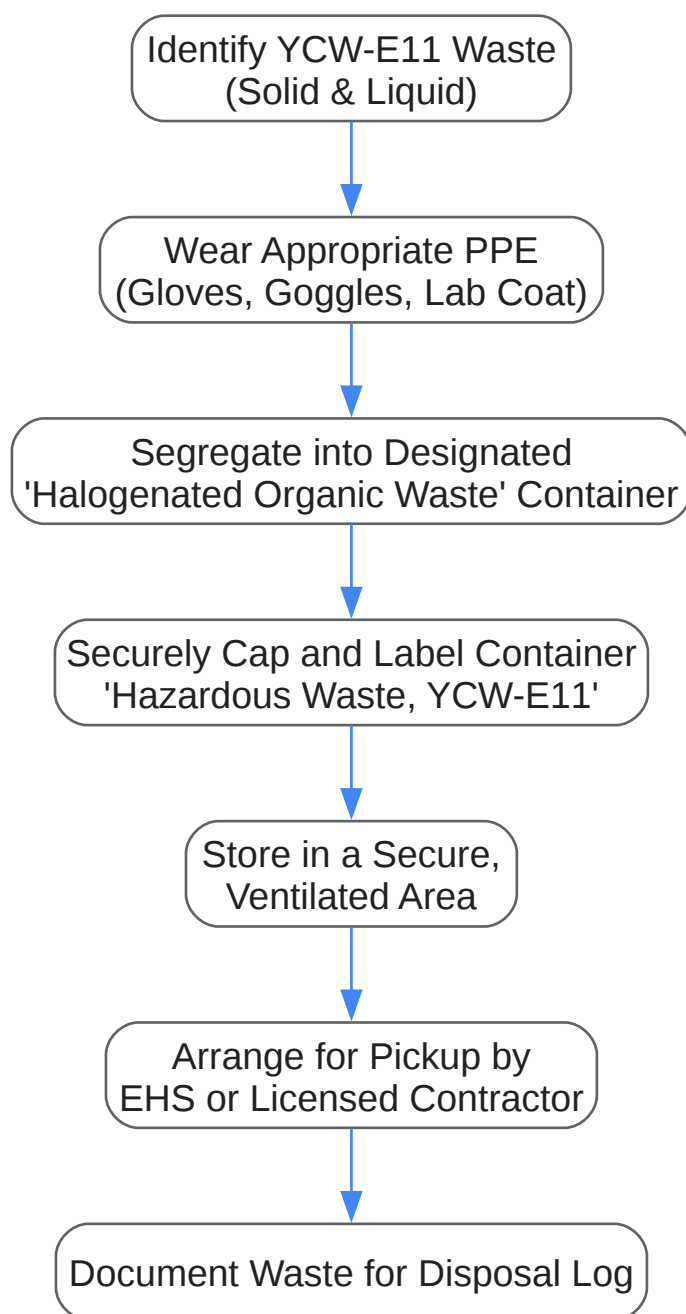 Identify YCW-E11 Waste
(Solid & Liquid)
Wear Appropriate PPE
(Gloves, Goggles, Lab Coat)
Segregate into Designated
'Halogenated Organic Waste' Container
Securely Cap and Label Container
'Hazardous Waste, YCW-E11'
Store in a Secure,
Ventilated Area
Arrange for Pickup by
EHS or Licensed Contractor
Document Waste for Disposal Log